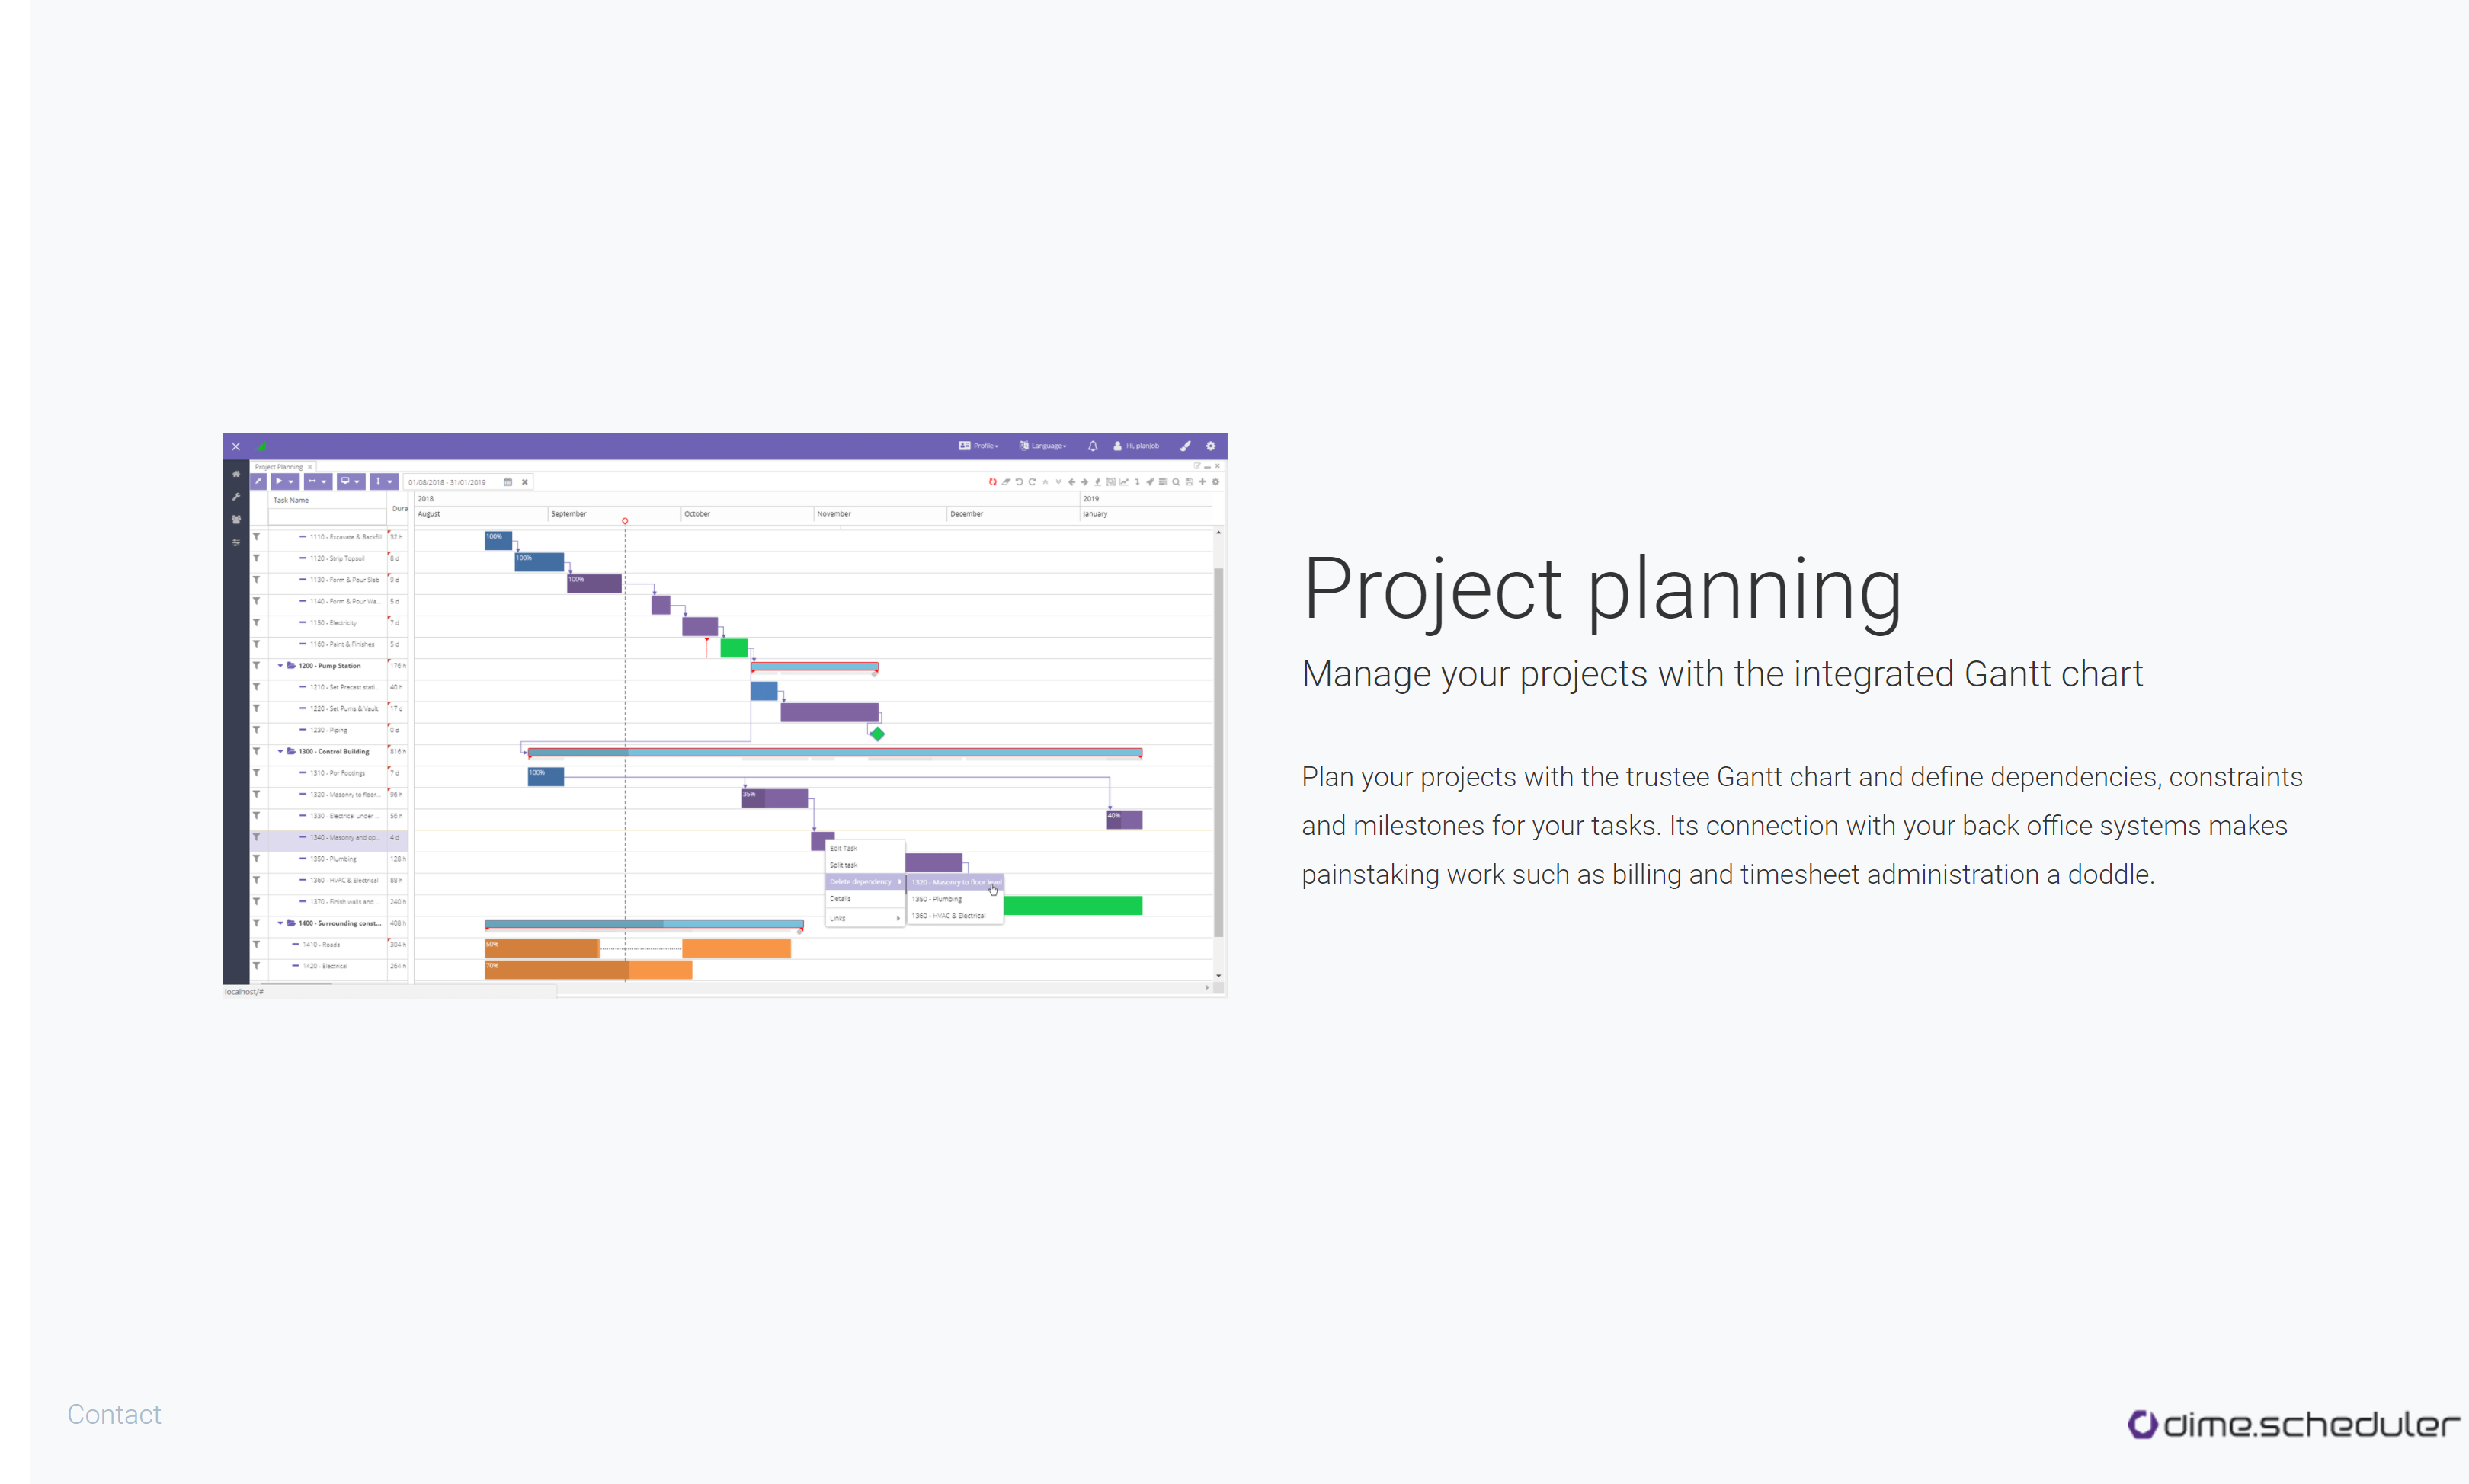 Profile
Language
Hi, planjob
Project Planning
01/08/2018 - 31/01/2019
Task Name
Dura
2018
2019
August
September
October
November
December
January
1110 - Excavate & Backfill
32 h
100%
1120 - Strip Topsoil
8 d
100%
1130 - Form & Pour Slab
9 d
100%
1140 - Form & Pour Wa...
5 d
1150 - Electricity
7 d
1160 - Paint & Finishes
5 d
1200 - Pump Station
176 h
1210 - Set Precast stati...
40 h
1220 - Set Pums & Vault
17 d
1230 - Piping
0 d
1300 - Control Building
816 h
1310 - For Footings
7 d
100%
1320 - Masonry to floor...
96 h
35%
1330 - Electrical under ...
56 h
40%
1340 - Masonry and op...
4 d
1350 - Plumbing
128 h
1360 - HVAC & Electrical
88 h
1370 - Finish walls and ...
240 h
1400 - Surrounding const...
408 h
1410 - Roads
304 h
50%
1420 - Electrical
264 h
70%
Edit Task
Split task
Delete dependency
Details
Links
1320 - Masonry to floor level
1350 - Plumbing
1360 - HVAC & Electrical
localhost/#
Project planning
Manage your projects with the integrated Gantt chart
Plan your projects with the trustee Gantt chart and define dependencies, constraints
and milestones for your tasks. Its connection with your back office systems makes
painstaking work such as billing and timesheet administration a doddle.
Contact
dime.scheduler